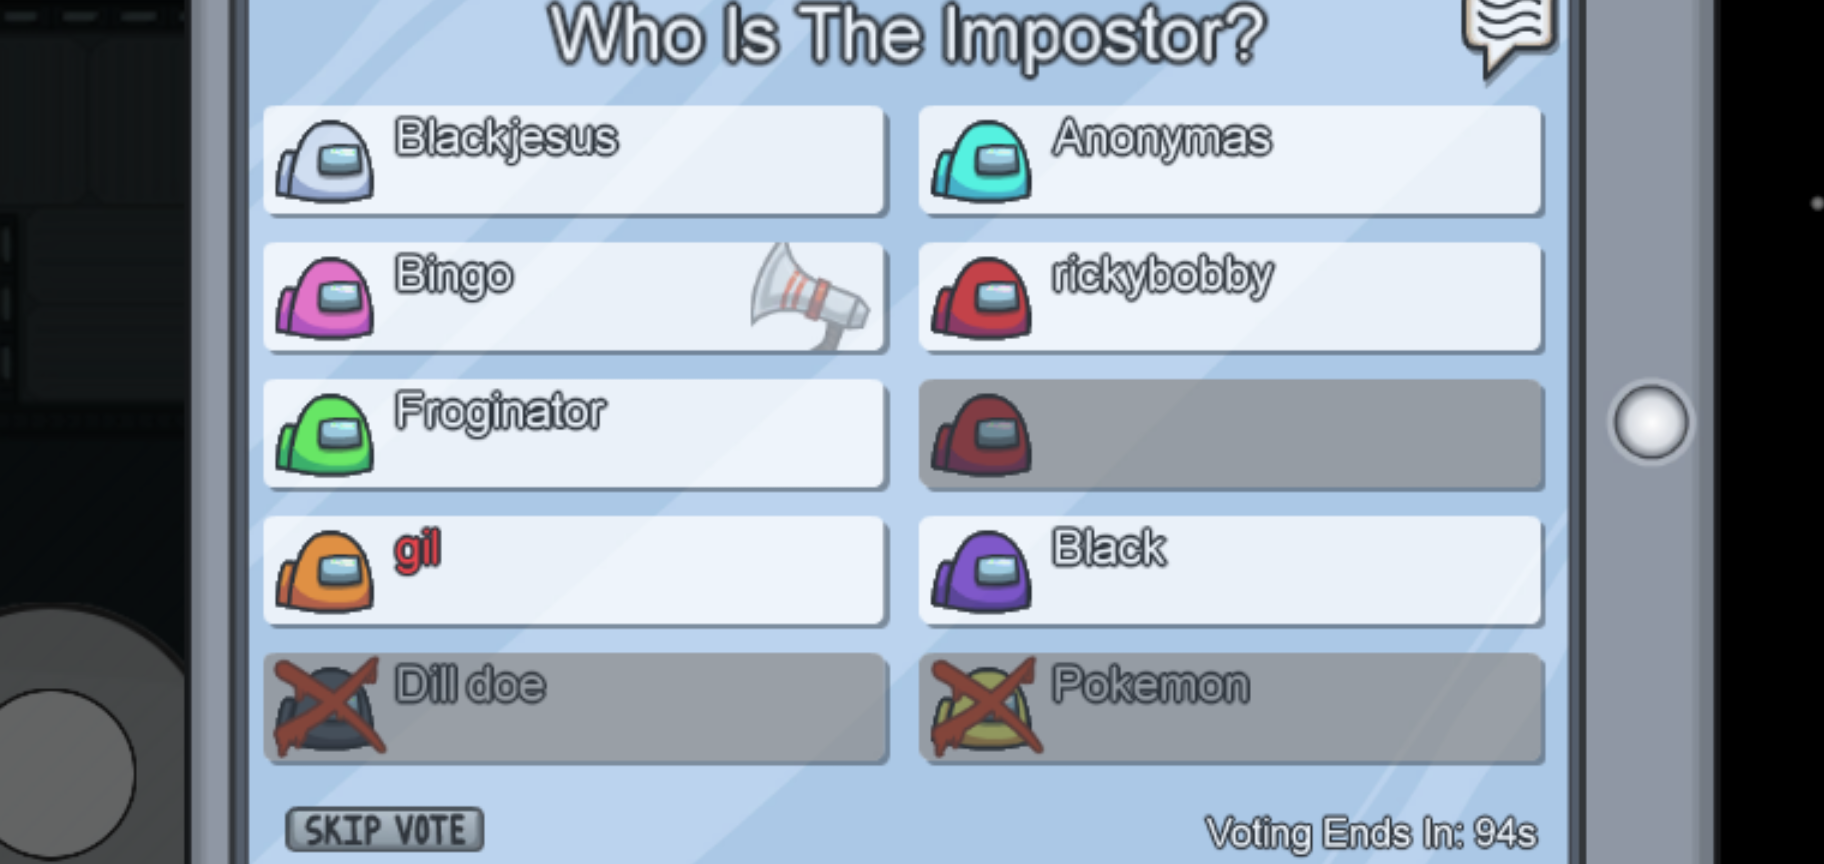 Who Is The Impostor?
Blackjesus
Anonymas
Bingo
rickybobby
Froginator
gil
Black
Dill doe
Pokemon
SKIP VOTE
Voting Ends In: 94s